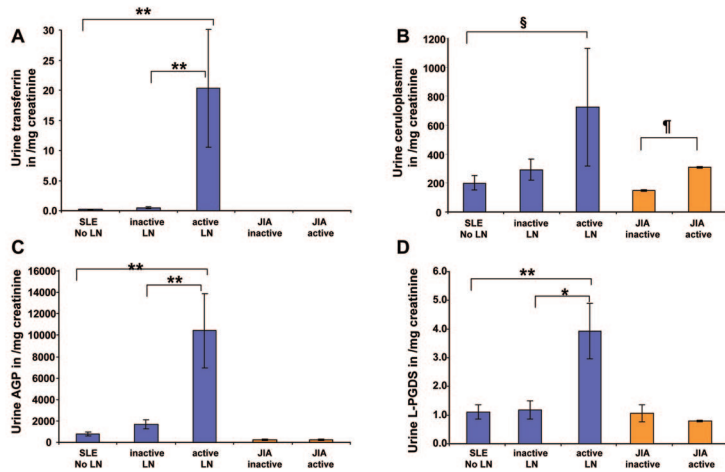 A
Urine transferrin
in /mg creatinine
30
25
20
15
10
5.0
0.0
**
**
SLE
No LN
inactive
LN
active
LN
JIA
inactive
JIA
active
B
Urine ceruloplasmin
in /mg creatinine
1200
1000
800
600
400
200
0
§
¶
SLE
No LN
inactive
LN
active
LN
JIA
inactive
JIA
active
C
Urine AGP in /mg creatinine
16000
14000
12000
10000
8000
6000
4000
2000
0
**
**
SLE
No LN
inactive
LN
active
LN
JIA
inactive
JIA
active
D
Urine L-PGDS in /mg creatinine
6.0
5.0
4.0
3.0
2.0
1.0
0.0
**
*
SLE
No LN
inactive
LN
active
LN
JIA
inactive
JIA
active